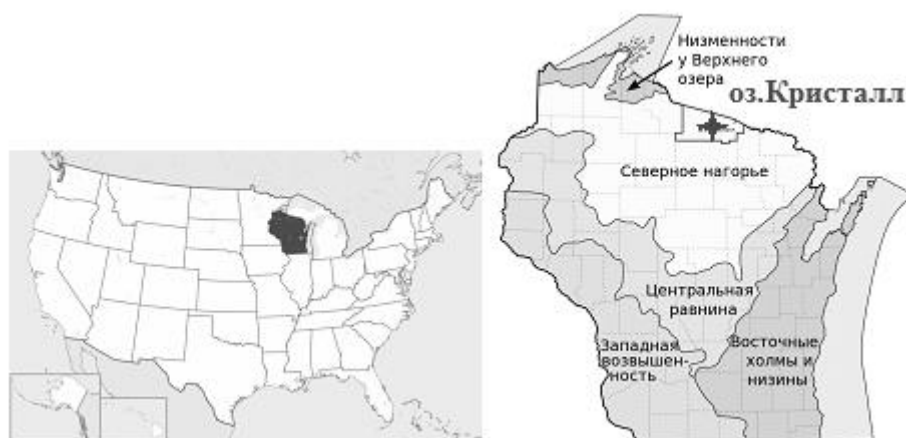 Низменности
у Верхнего
озера
оз.Кристалл
Северное нагорье
Центральная
равнина
Западная
возвышен-
ность
Восточные
холмы и
низины